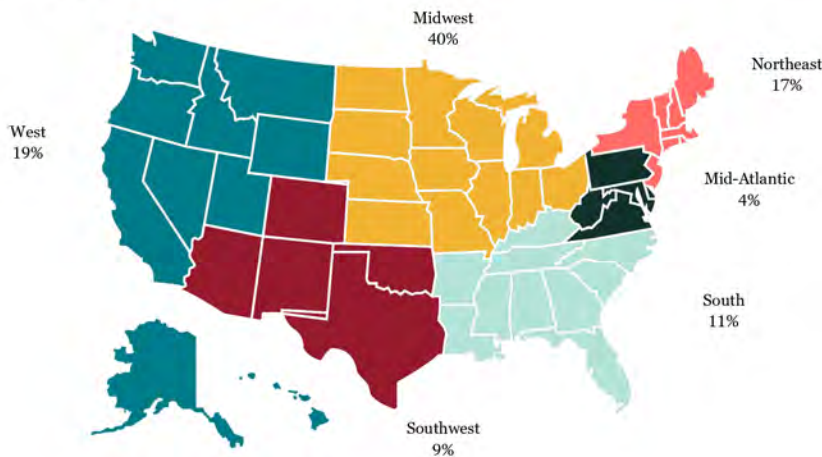 Midwest
40%
Northeast
17%
West
19%
Mid-Atlantic
4%
South
11%
Southwest
9%